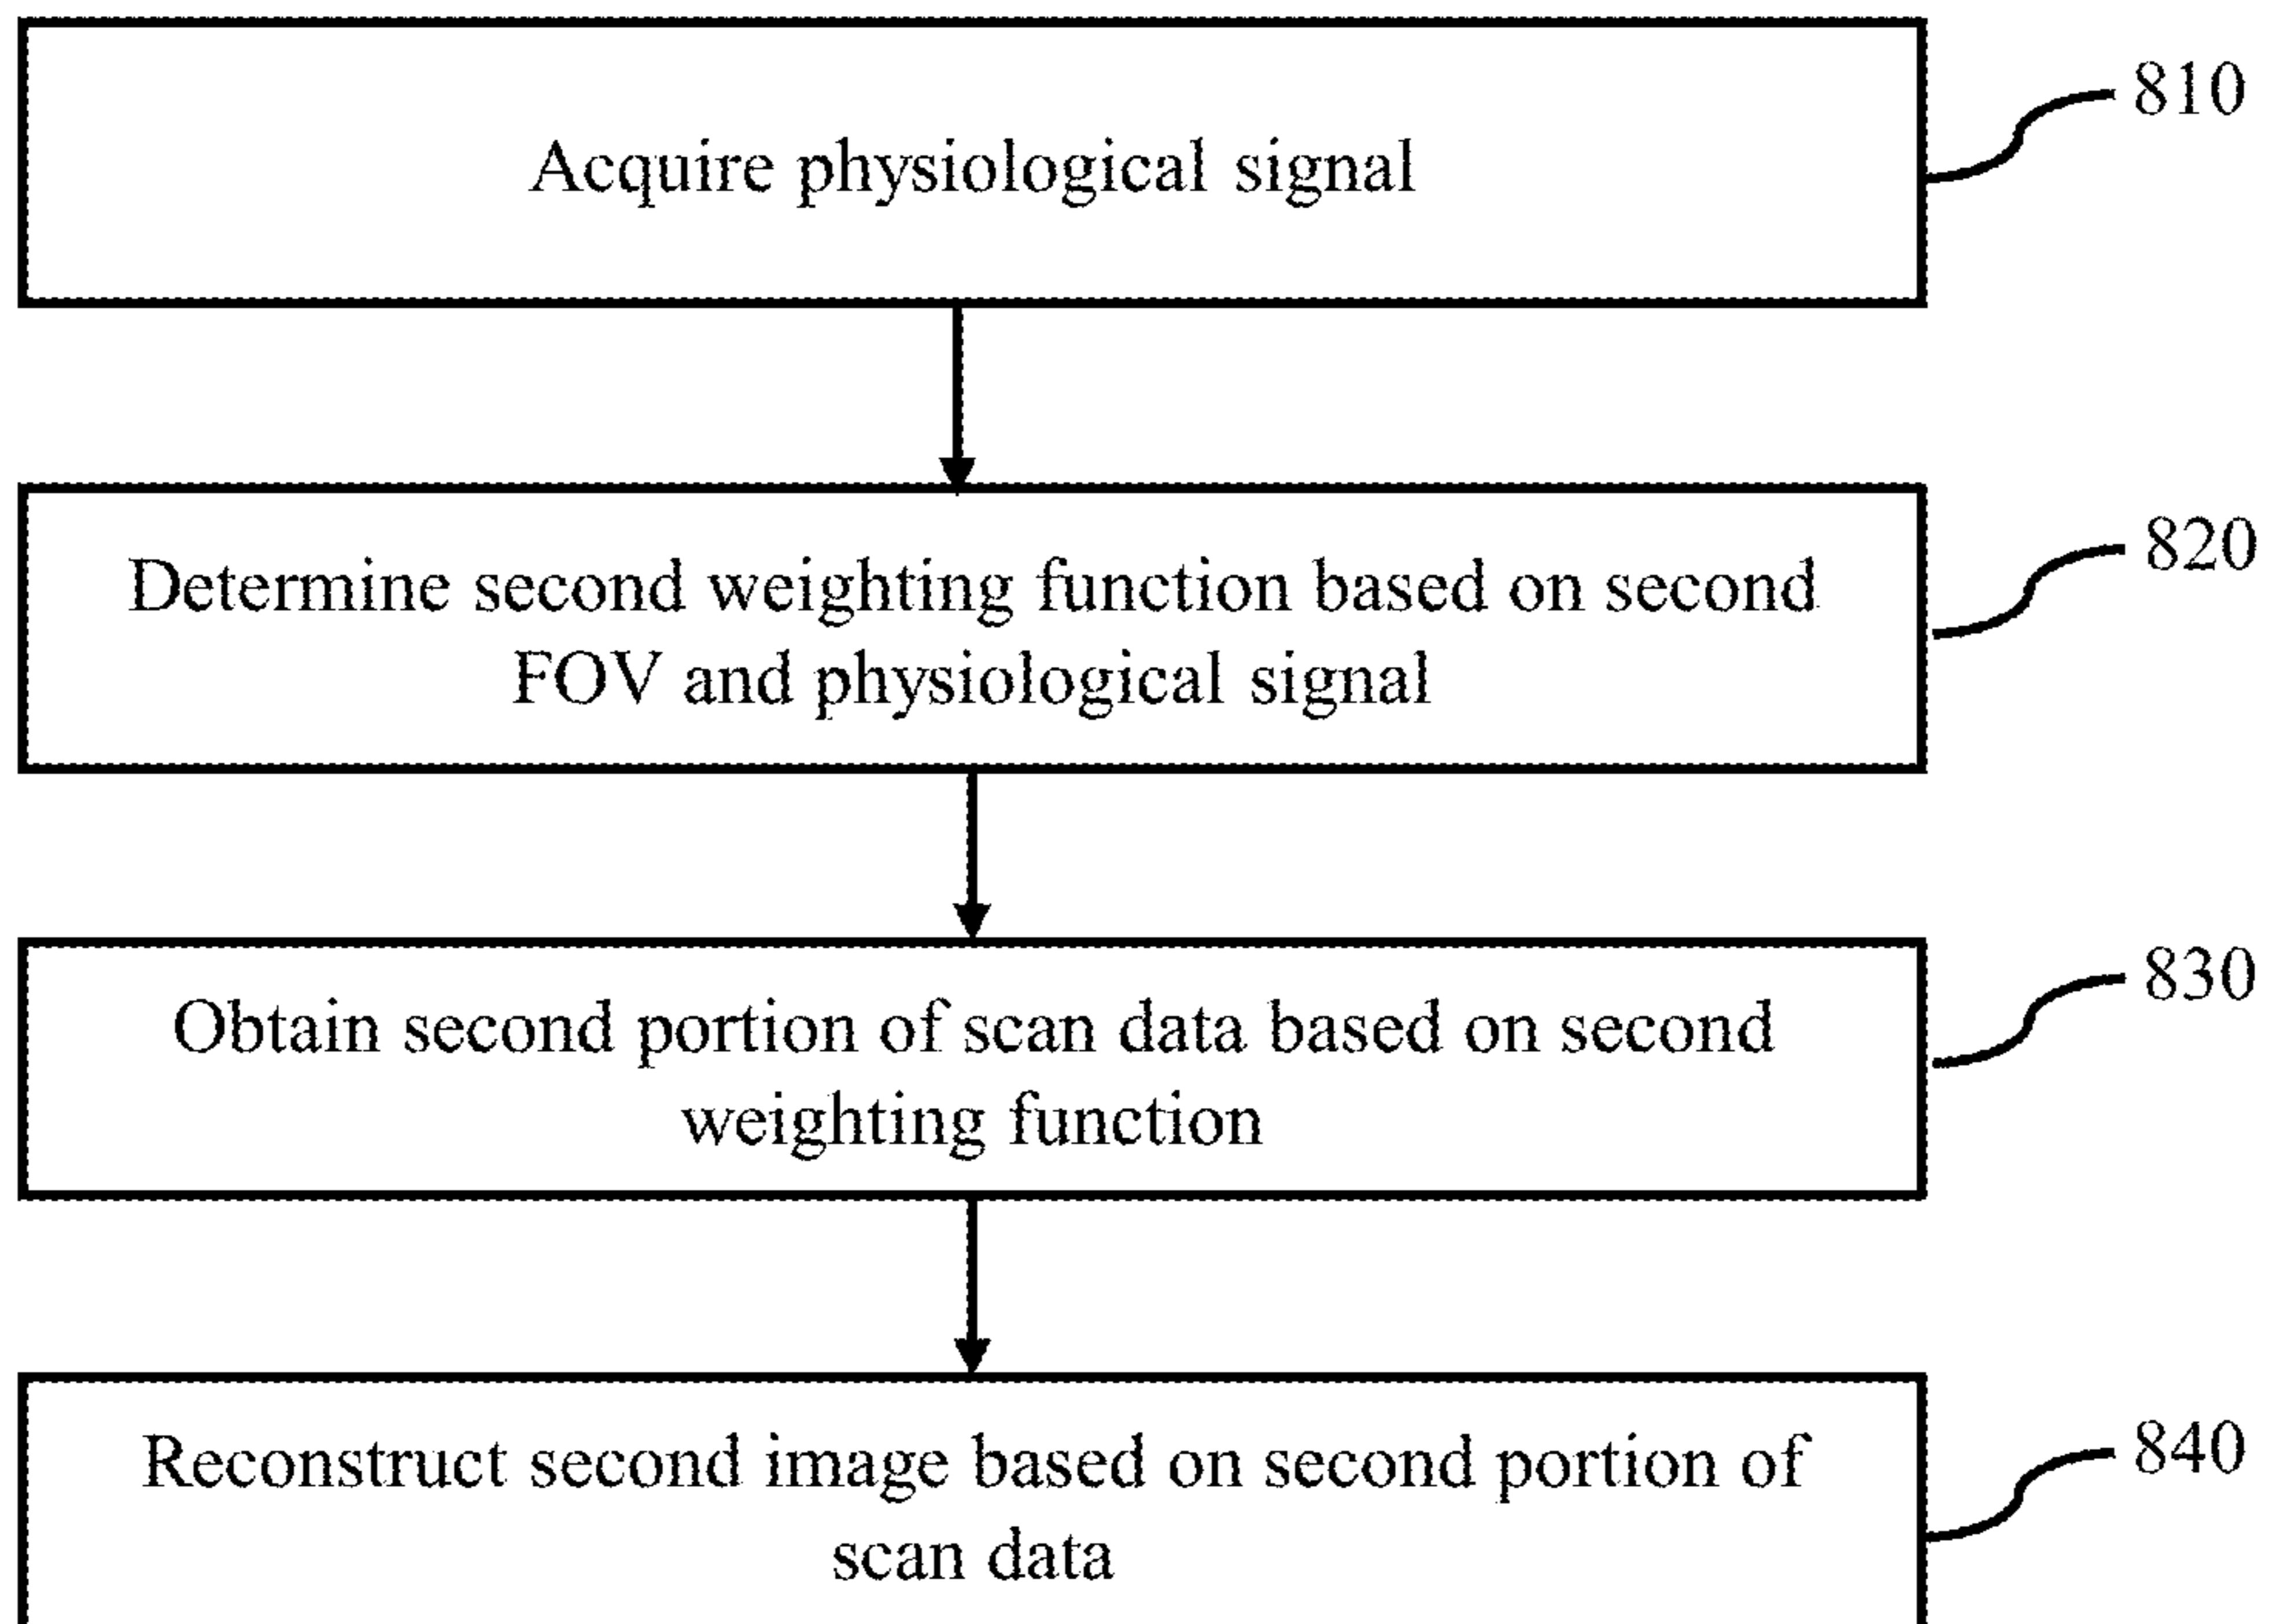 Acquire physiological signal
810
Determine second weighting function based on second
FOV and physiological signal
820
Obtain second portion of scan data based on second
weighting function
830
Reconstruct second image based on second portion of
scan data
840